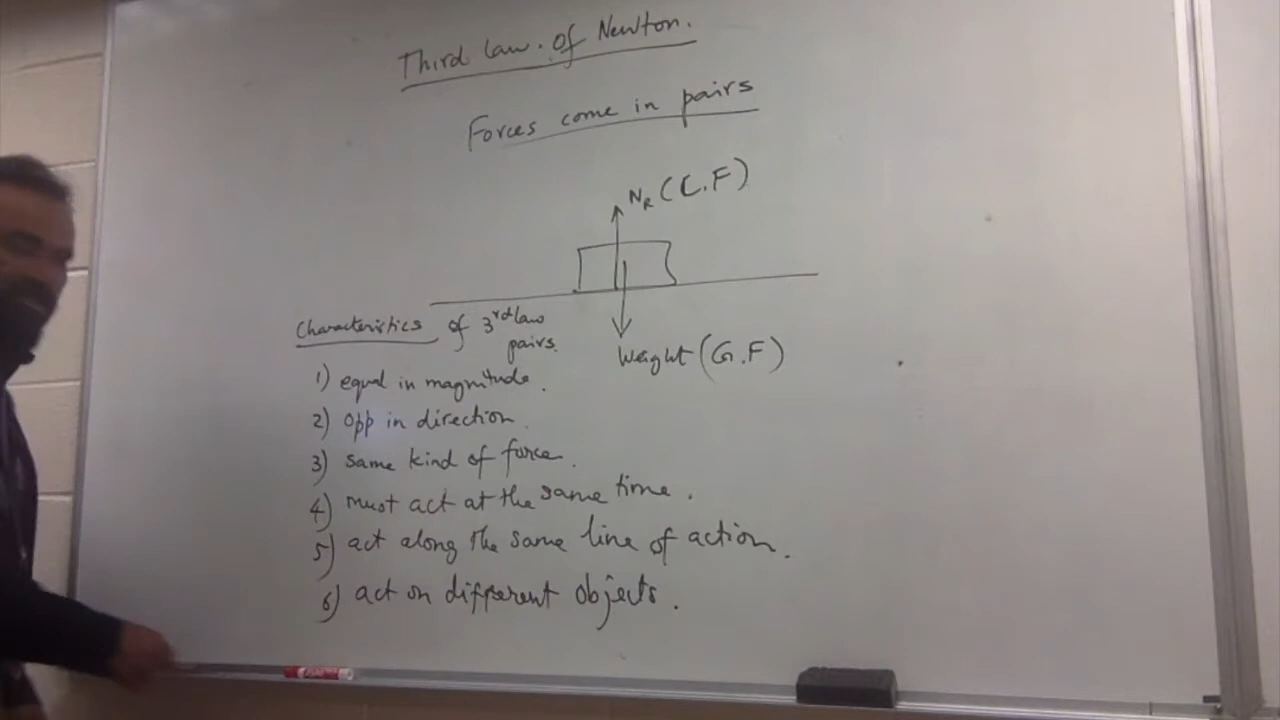 Third law. of Newton.
Forces come in pairs
NR (C.F)
Weight (G.F)
Characteristics of 3rd law
pairs.
1) equal in magnitude.
2) opp in direction.
3) same kind of force.
4) must act at the same time.
5) act along the same line of action.
6) act on different objects.